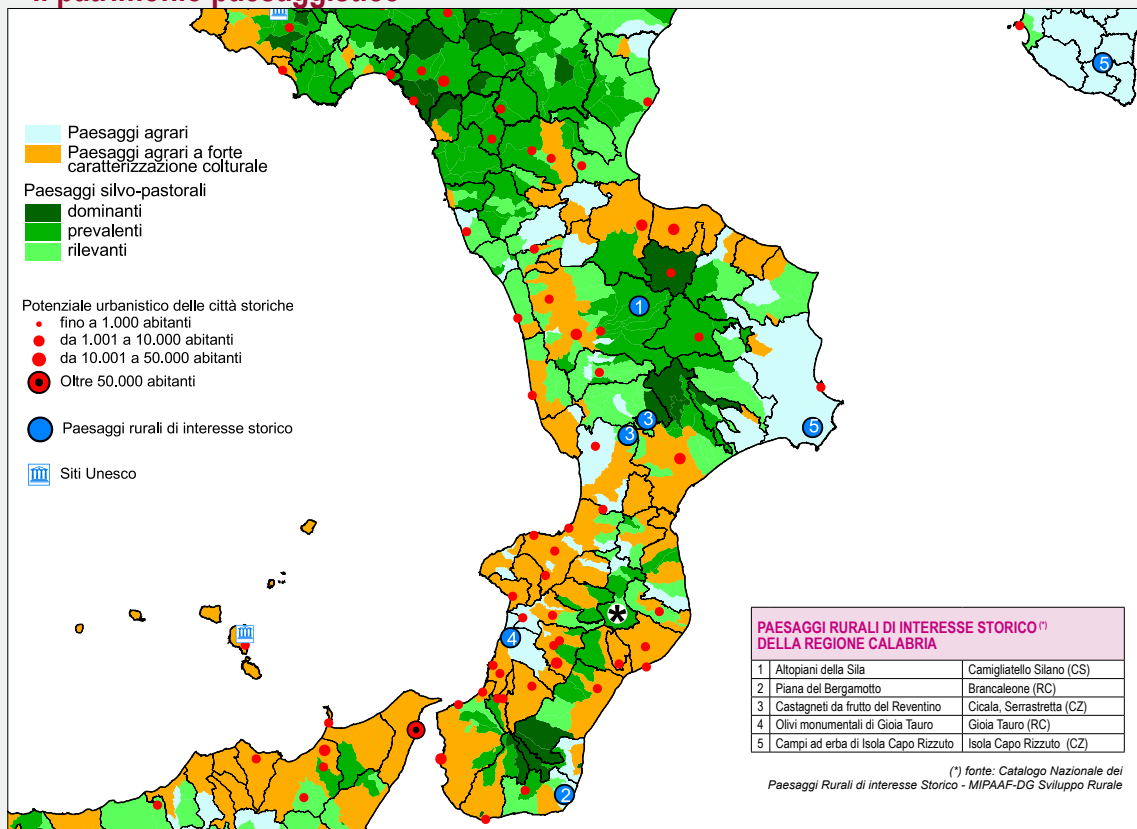 Il patrimonio paesaggistico
Paesaggi agrari
Paesaggi agrari a forte
caratterizzazione colturale
Paesaggi silvo-pastorali
dominanti
prevalenti
rilevanti
Potenziale urbanistico delle città storiche
fino a 1.000 abitanti
da 1.001 a 10.000 abitanti
da 10.001 a 50.000 abitanti
Oltre 50.000 abitanti
Paesaggi rurali di interesse storico
Siti Unesco
5
1
3
3
5
4
*
2
PAESAGGI RURALI DI INTERESSE STORICO (*)
DELLA REGIONE CALABRIA
1 Altopiani della Sila Camigliatello Silano (CS)
2 Piana del Bergamotto Brancaleone (RC)
3 Castagneti da frutto del Reventino Cicala, Serrastretta (CZ)
4 Olivi monumentali di Gioia Tauro Gioia Tauro (RC)
5 Campi ad erba di Isola Capo Rizzuto Isola Capo Rizzuto (CZ)
(*) fonte: Catalogo Nazionale dei
Paesaggi Rurali di interesse Storico - MIPAAF-DG Sviluppo Rurale